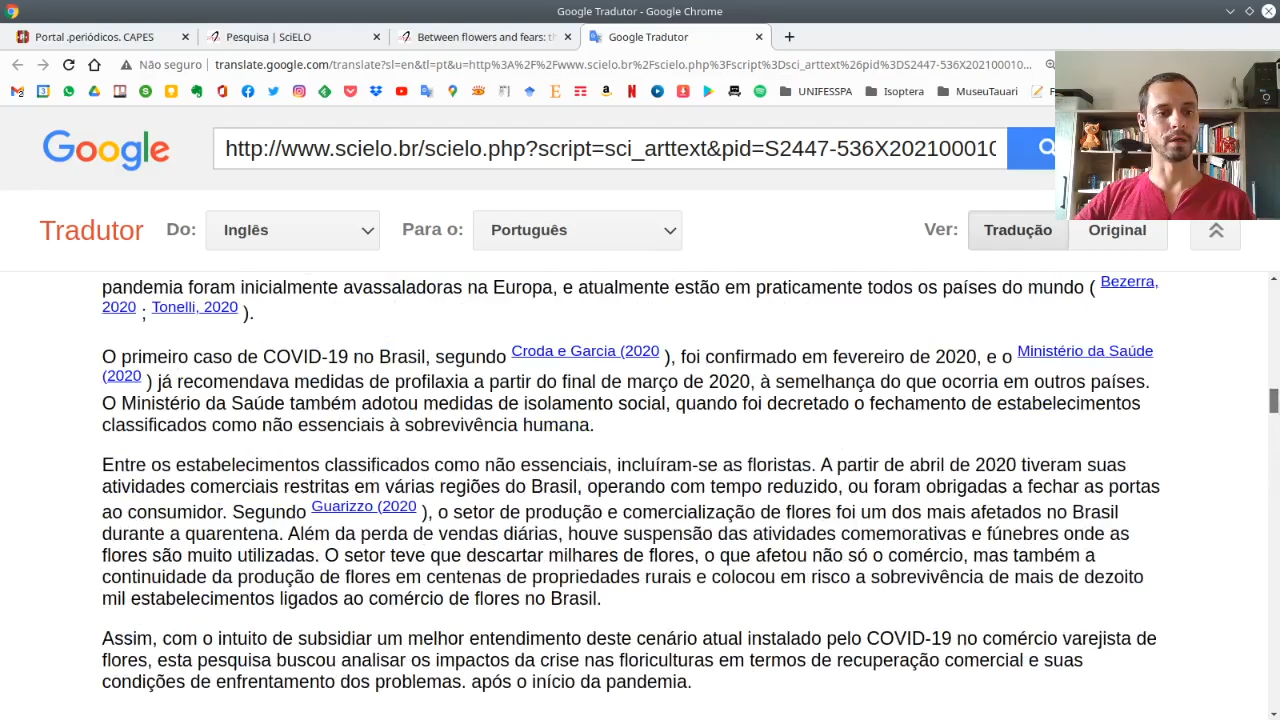 Google Tradutor - Google Chrome
Portal .periódicos. CAPES
Pesquisa | SciELO
Between flowers and fears: t
Google Tradutor
Não seguro
translate.google.com/translate?sl=en&tl=pt&u=http%3A%2F%2Fwww.scielo.br%2Fscielo.php%3Fscript%3Dsci_arttext%26pid%3DS2447-536X202100010...
UNIFESSPA
Isoptera
MuseuTauari
Google
http://www.scielo.br/scielo.php?script=sci_arttext&pid=S2447-536X20210001
Tradutor
Do:
Inglês
Para o:
Português
Ver:
Tradução
Original
pandemia foram inicialmente avassaladoras na Europa, e atualmente estão em praticamente todos os países do mundo ( Bezerra,
2020 ; Tonelli, 2020 ).
O primeiro caso de COVID-19 no Brasil, segundo Croda e Garcia (2020 ), foi confirmado em fevereiro de 2020, e o Ministério da Saúde
(2020 ) já recomendava medidas de profilaxia a partir do final de março de 2020, à semelhança do que ocorria em outros países.
O Ministério da Saúde também adotou medidas de isolamento social, quando foi decretado o fechamento de estabelecimentos
classificados como não essenciais à sobrevivência humana.
Entre os estabelecimentos classificados como não essenciais, incluíram-se as floristas. A partir de abril de 2020 tiveram suas
atividades comerciais restritas em várias regiões do Brasil, operando com tempo reduzido, ou foram obrigadas a fechar as portas
ao consumidor. Segundo Guarizzo (2020 ), o setor de produção e comercialização de flores foi um dos mais afetados no Brasil
durante a quarentena. Além da perda de vendas diárias, houve suspensão das atividades comemorativas e fúnebres onde as
flores são muito utilizadas. O setor teve que descartar milhares de flores, o que afetou não só o comércio, mas também a
continuidade da produção de flores em centenas de propriedades rurais e colocou em risco a sobrevivência de mais de dezoito
mil estabelecimentos ligados ao comércio de flores no Brasil.
Assim, com o intuito de subsidiar um melhor entendimento deste cenário atual instalado pelo COVID-19 no comércio varejista de
flores, esta pesquisa buscou analisar os impactos da crise nas floriculturas em termos de recuperação comercial e suas
condições de enfrentamento dos problemas. após o início da pandemia.